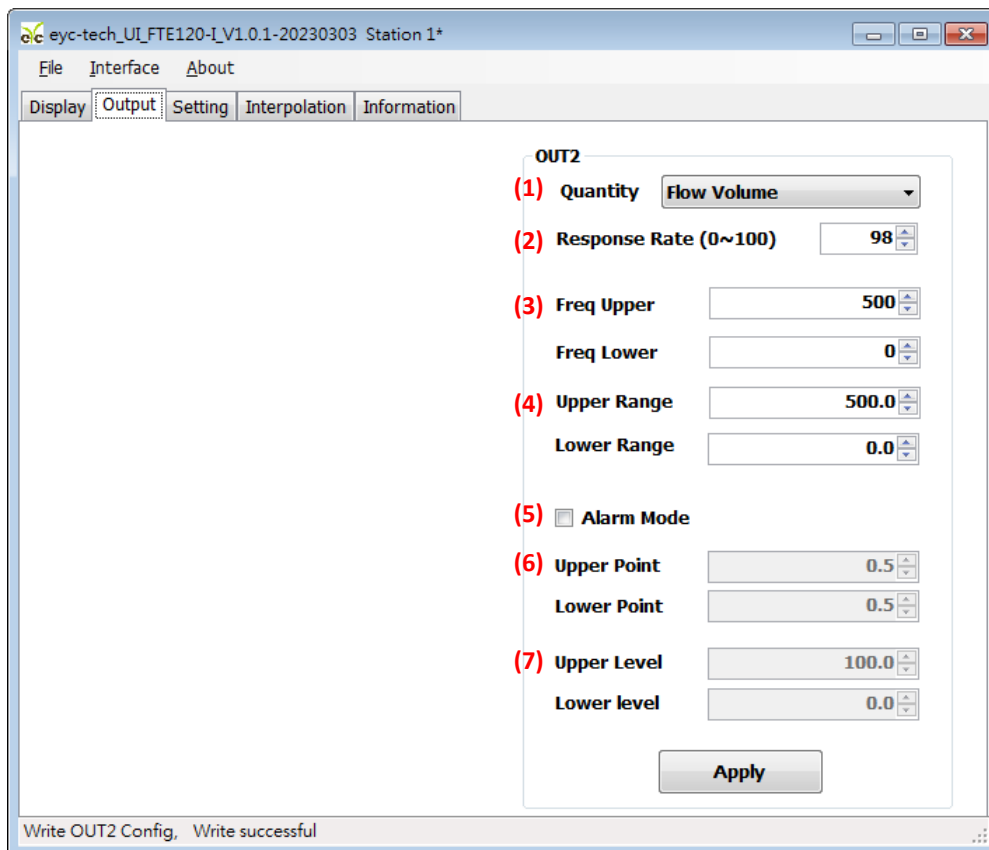 eyc-tech_UI_FTE120-I_V1.0.1-20230303 Station 1*
File Interface About
Display Output Setting Interpolation Information
OUT2
(1) Quantity Flow Volume
(2) Response Rate (0~100) 98
(3) Freq Upper 500
Freq Lower 0
(4) Upper Range 500.0
Lower Range 0.0
(5) Alarm Mode
(6) Upper Point 0.5
Lower Point 0.5
(7) Upper Level 100.0
Lower level 0.0
Apply
Write OUT2 Config, Write successful